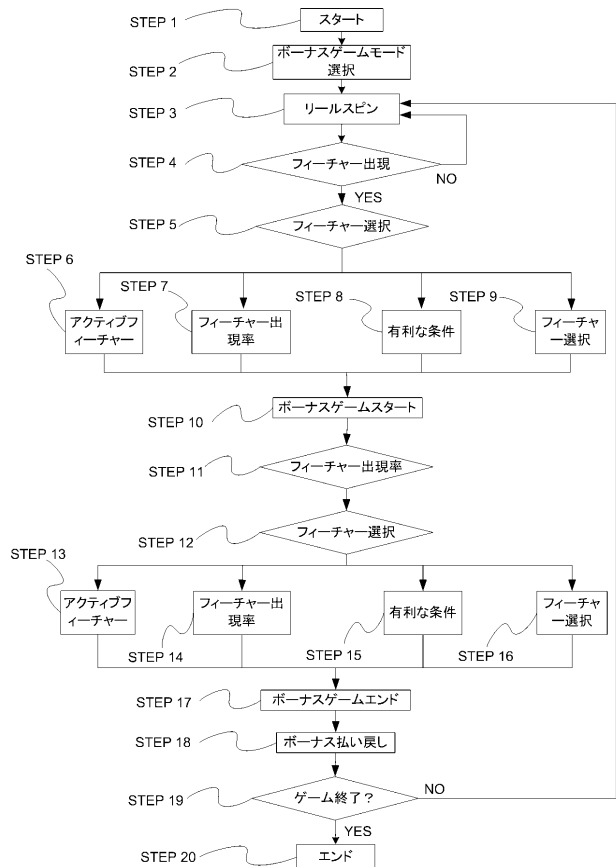 STEP 1
スタート
STEP 2
ボーナスゲームモード
選択
STEP 3
リールスピン
STEP 4
フィーチャー出現
NO
YES
STEP 5
フィーチャー選択
STEP 6
STEP 7
STEP 8
STEP 9
アクティブフ
ィーチャー
フィーチャー出
現率
有利な条件
フィーチャ
ー選択
STEP 10
ボーナスゲームスタート
STEP 11
フィーチャー出現率
STEP 12
フィーチャー選択
STEP 13
アクティブフ
ィーチャー
フィーチャー出
現率
有利な条件
フィーチャ
ー選択
STEP 14
STEP 15
STEP 16
STEP 17
ボーナスゲームエンド
STEP 18
ボーナス払い戻し
STEP 19
ゲーム終了?
NO
YES
STEP 20
エンド